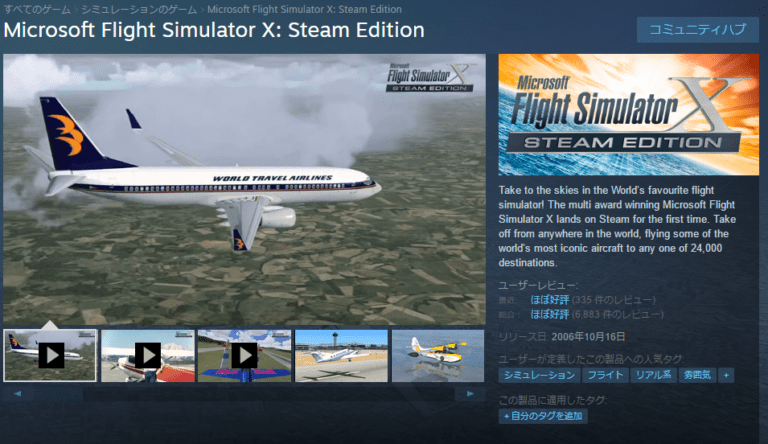 すべてのゲーム > シミュレーションのゲーム > Microsoft Flight Simulator X: Steam Edition
Microsoft Flight Simulator X: Steam Edition
コミュニティハブ
Microsoft
Flight Simulator X
STEAM EDITION
WORLD TRAVEL AIRLINES
Microsoft
Flight Simulator X
STEAM EDITION
Take to the skies in the World's favourite flight
simulator! The multi award winning Microsoft Flight
Simulator X lands on Steam for the first time. Take
off from anywhere in the world, flying some of the
world's most iconic aircraft to any one of 24,000
destinations.
ユーザーレビュー:
最近: ほぼ好評 (335 件のレビュー)
総合: ほぼ好評 (6,883 件のレビュー)
リリース日: 2006年10月16日
ユーザーが定義したこの製品への人気タグ:
シミュレーション フライト リアル系 雰囲気 +
この製品に適用したタグ:
+ 自分のタグを追加